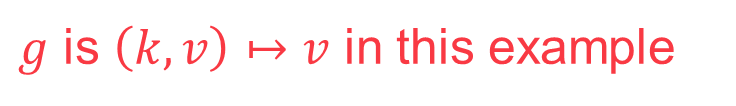 𝑔 is (𝑘, 𝑣) ↦ 𝑣 in this example